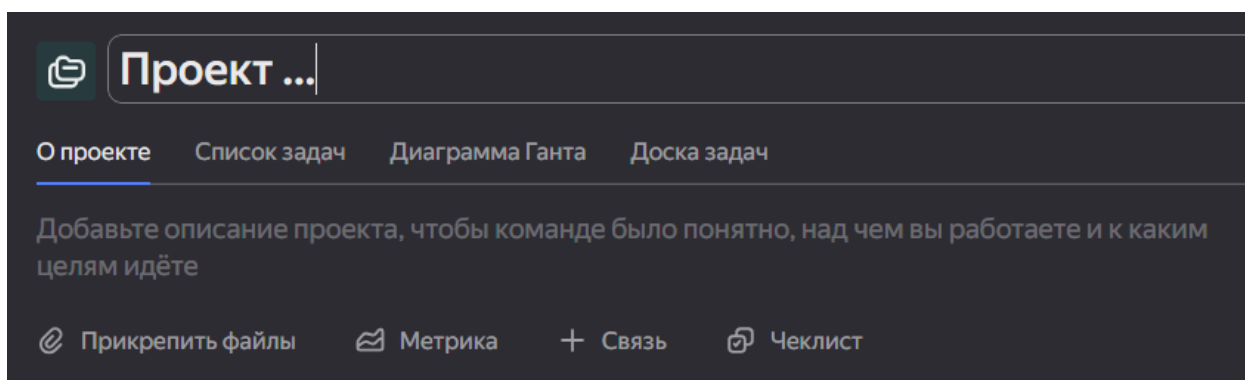 Проект ...
О проекте Список задач Диаграмма Ганта Доска задач
Добавьте описание проекта, чтобы команде было понятно, над чем вы работаете и к каким
целям идёте
Прикрепить файлы Метрика + Связь Чеклист